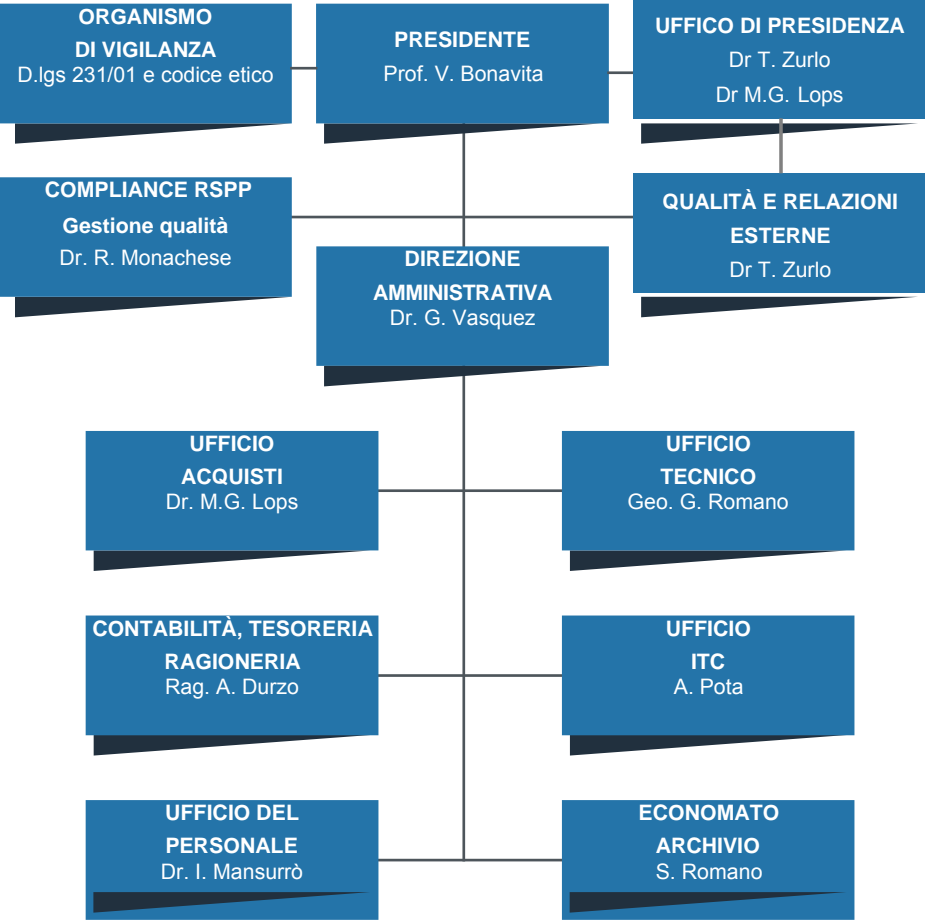 ORGANISMO
DI VIGILANZA
D.lgs 231/01 e codice etico
PRESIDENTE
Prof. V. Bonavita
UFFICO DI PRESIDENZA
Dr T. Zurlo
Dr M.G. Lops
COMPLIANCE RSPP
Gestione qualità
Dr. R. Monachese
QUALITÀ E RELAZIONI
ESTERNE
Dr T. Zurlo
DIREZIONE
AMMINISTRATIVA
Dr. G. Vasquez
UFFICIO
ACQUISTI
Dr. M.G. Lops
UFFICIO
TECNICO
Geo. G. Romano
CONTABILITÀ, TESORERIA
RAGIONERIA
Rag. A. Durzo
UFFICIO
ITC
A. Pota
UFFICIO DEL
PERSONALE
Dr. I. Mansurrò
ECONOMATO
ARCHIVIO
S. Romano